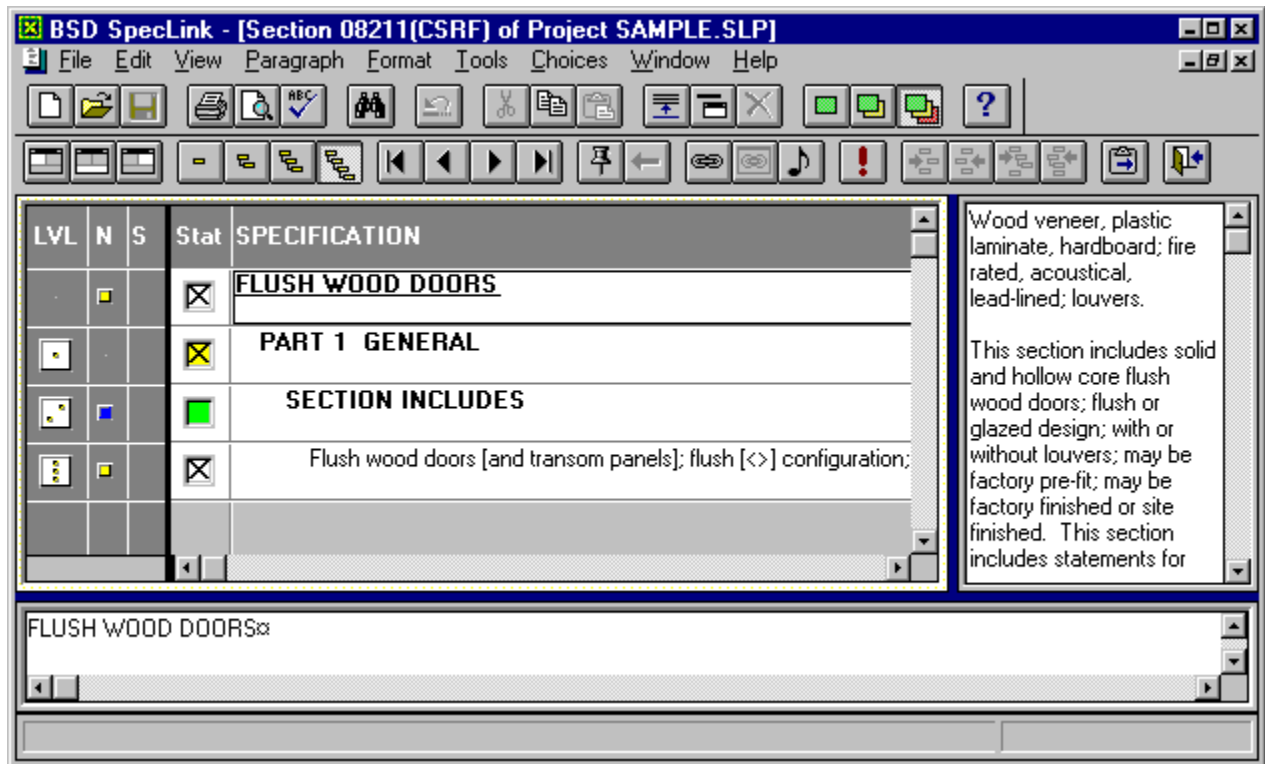 BSD SpecLink - [Section 08211(CSRF) of Project SAMPLE.SLP]
File Edit View Paragraph Format Tools Choices Window Help
ABC
?
!
LVL N S Stat SPECIFICATION
FLUSH WOOD DOORS
PART 1 GENERAL
SECTION INCLUDES
Flush wood doors [and transom panels]; flush [<>] configuration;
Wood veneer, plastic
laminate, hardboard; fire
rated, acoustical,
lead-lined; louvers.
This section includes solid
and hollow core flush
wood doors; flush or
glazed design; with or
without louvers; may be
factory pre-fit; may be
factory finished or site
finished. This section
includes statements for
FLUSH WOOD DOORS¤